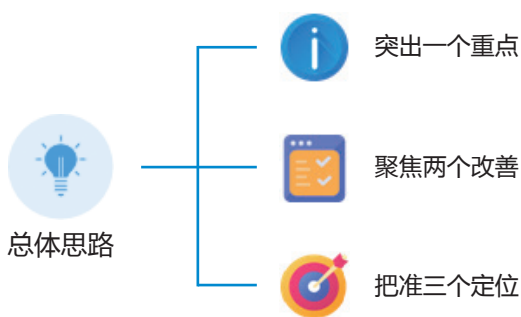 突出一个重点
聚焦两个改善
总体思路
把准三个定位